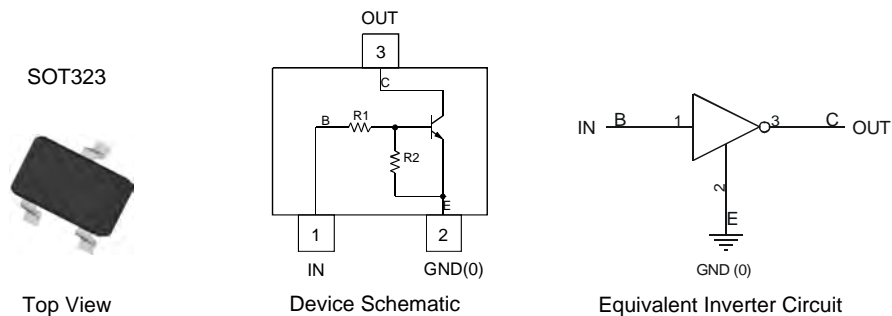 SOT323
Top View
OUT
3
C
B
R1
R2
E
1
2
IN
GND(0)
Device Schematic
IN
B
1
3
C
OUT
2
E
GND (0)
Equivalent Inverter Circuit